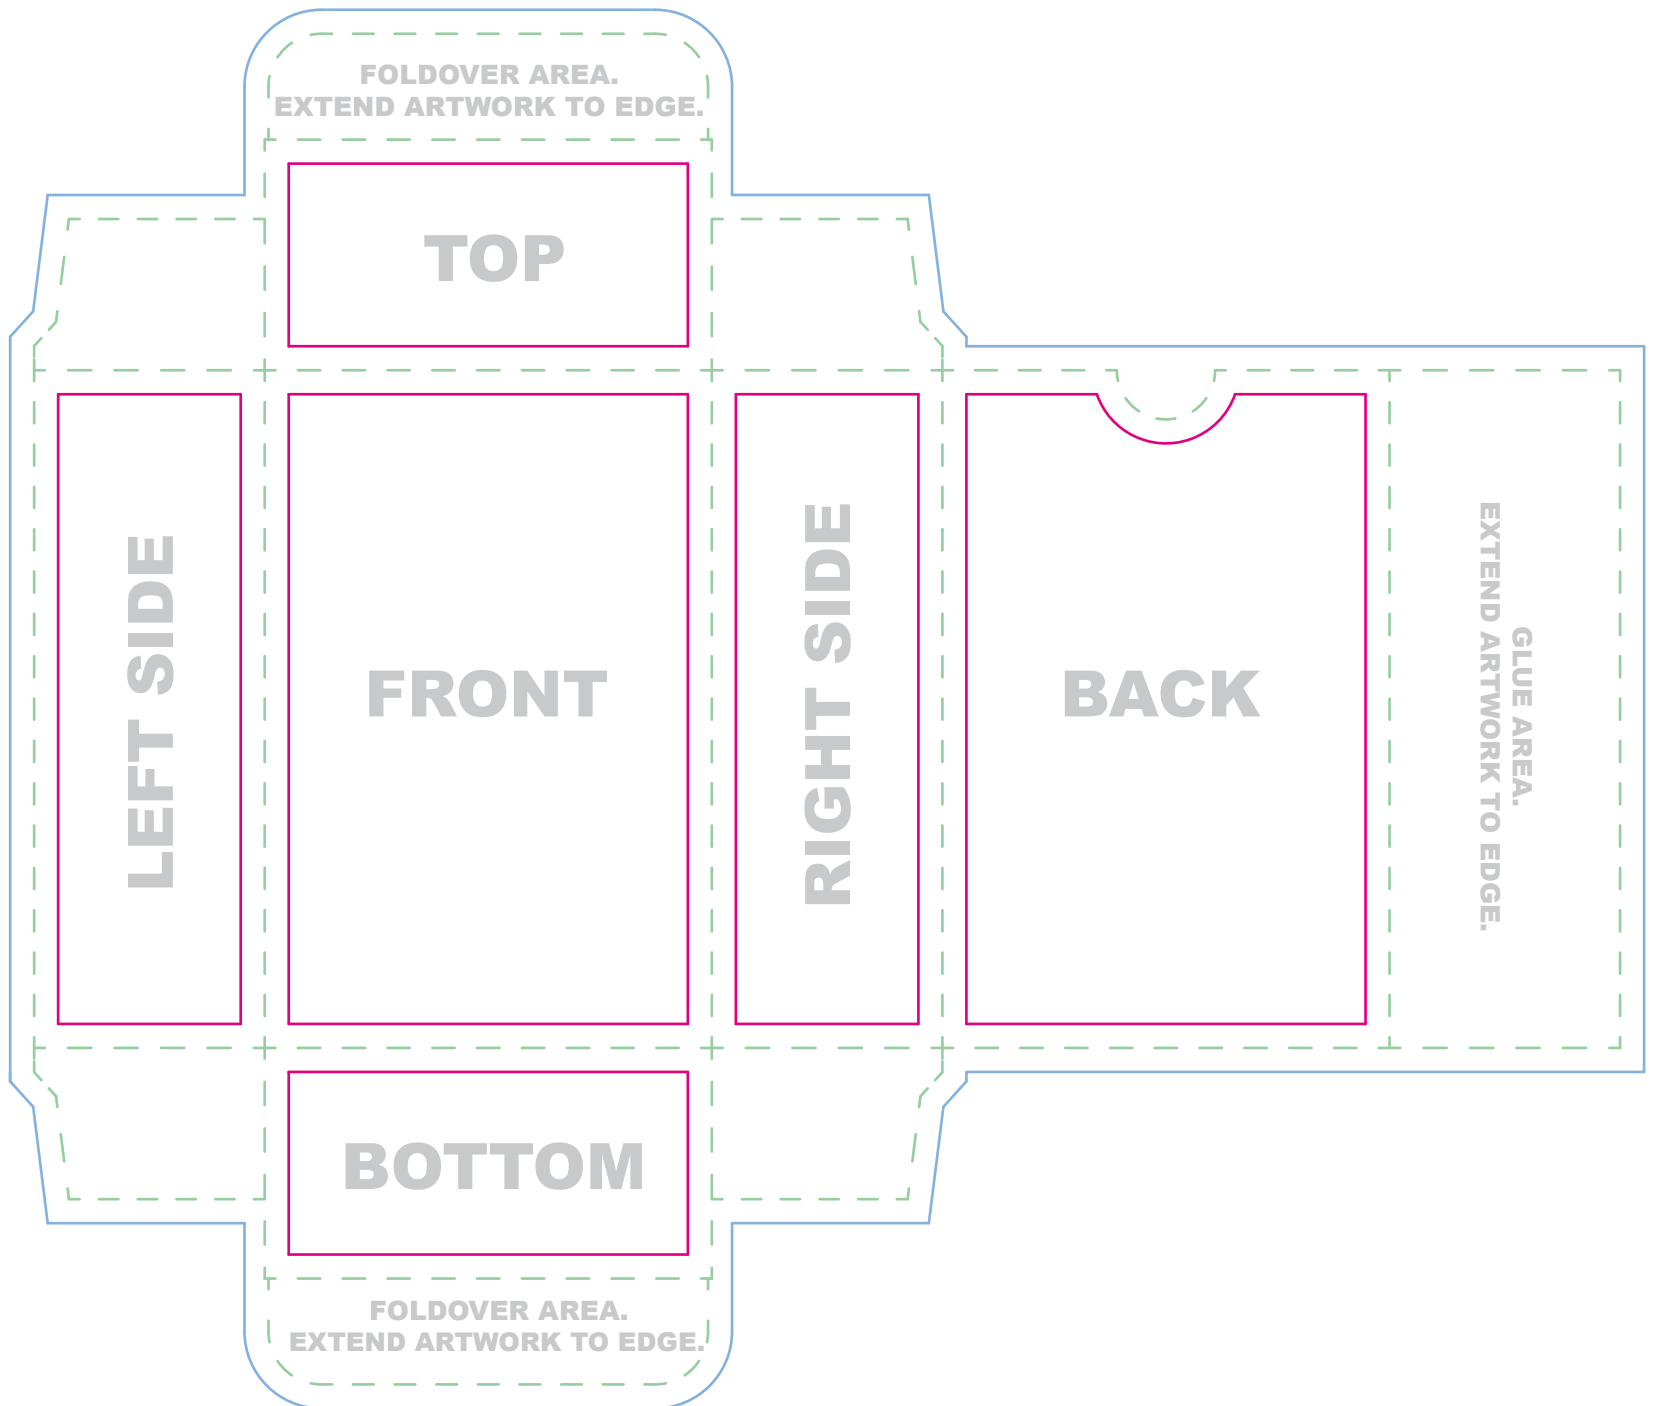 FOLDOVER AREA.
EXTEND ARTWORK TO EDGE.
TOP
LEFT SIDE
FRONT
RIGHT SIDE
BACK
GLUE AREA.
EXTEND ARTWORK TO EDGE.
BOTTOM
FOLDOVER AREA.
EXTEND ARTWORK TO EDGE.